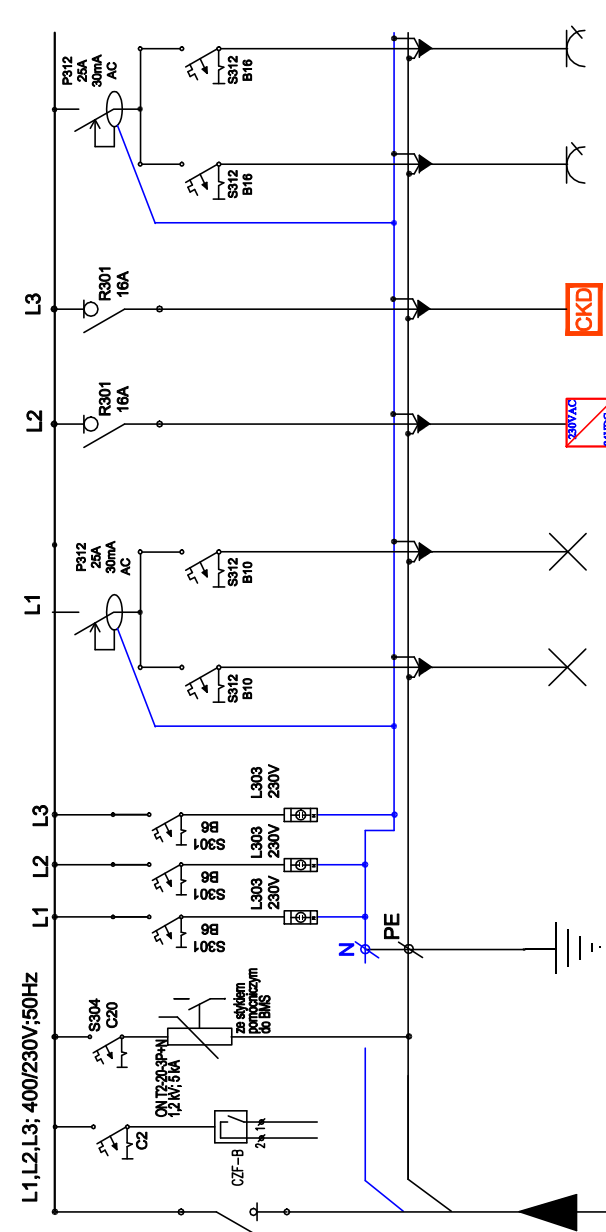 L1,L2,L3; 400/230V;50Hz
C2
CZF-B
2 1
S304
C20
ON T2-20-3P+N
1,2 kV; 5 kA
ze stykiem
pomocniczym
do BMS
L1
S301
B6
L303
230V
L2
S301
B6
L303
230V
L3
S301
B6
L303
230V
N
PE
L1
P312
25A
30mA
AC
S312
B10
S312
B10
L2
R301
16A
230VAC
24VDC
L3
R301
16A
CKD
P312
25A
30mA
AC
S312
B16
S312
B16